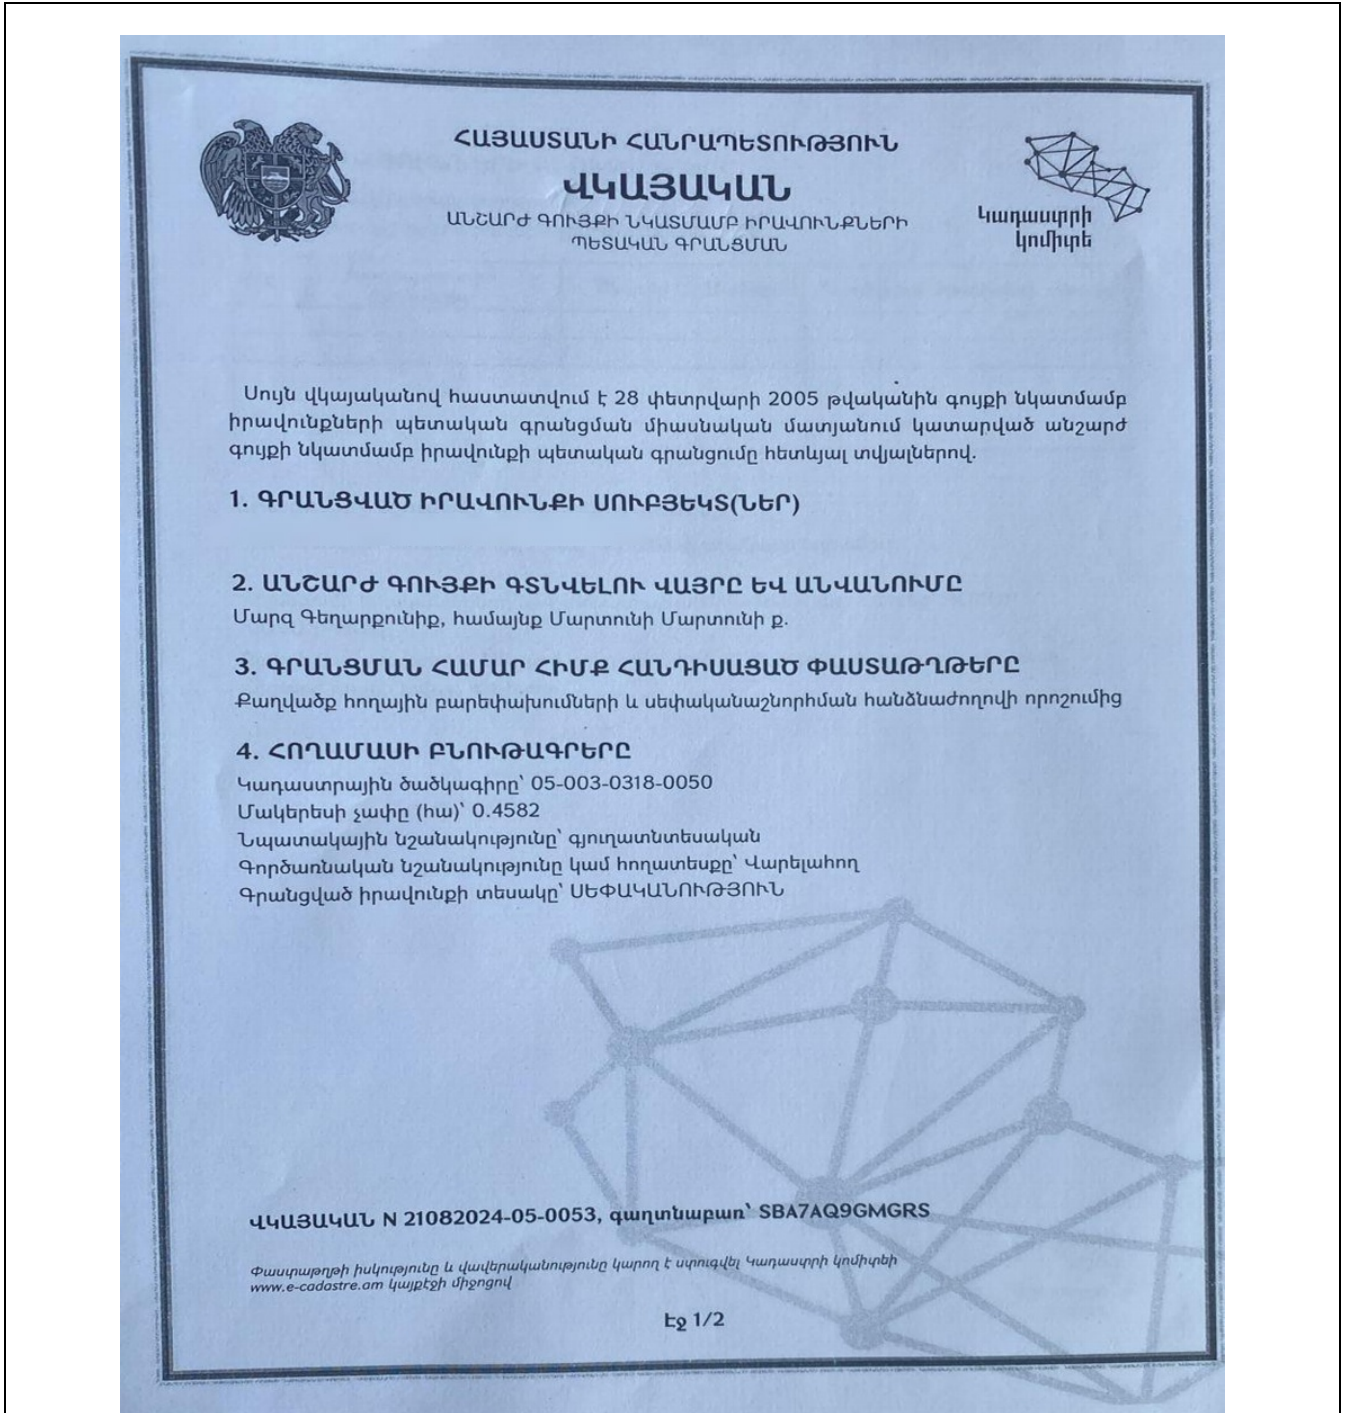 ՀԱՅԱՍՏԱՆԻ ՀԱՆՐԱՊԵՏՈՒԹՅՈՒՆ
ՎԿԱՅԱԿԱՆ
ԱՆՇԱՐԺ ԳՈՒՅՔԻ ՆԿԱՏՄԱՄԲ ԻՐԱՎՈՒՆՔՆԵՐԻ
ՊԵՏԱԿԱՆ ԳՐԱՆՑՄԱՆ
Կադաստրի
կոմիտե
Սույն վկայականով հաստատվում է 28 փետրվարի 2005 թվականին գույքի նկատմամբ
իրավունքների պետական գրանցման միասնական մատյանում կատարված անշարժ
գույքի նկատմամբ իրավունքի պետական գրանցումը հետևյալ տվյալներով.
1. ԳՐԱՆՑՎԱԾ ԻՐԱՎՈՒՆՔԻ ՍՈՒԲՅԵԿՏ(ՆԵՐ)
2. ԱՆՇԱՐԺ ԳՈՒՅՔԻ ԳՏՆՎԵԼՈՒ ՎԱՅՐԸ ԵՎ ԱՆՎԱՆՈՒՄԸ
Մարզ Գեղարքունիք, համայնք Մարտունի Մարտունի ք.
3. ԳՐԱՆՑՄԱՆ ՀԱՄԱՐ ՀԻՄՔ ՀԱՆԴԻՍԱՑԱԾ ՓԱՍՏԱԹՂԹԵՐԸ
Քաղվածք հողային բարեփախումների և սեփականաշնորհման հանձնաժողովի որոշումից
4. ՀՈՂԱՄԱՍԻ ԲՆՈՒԹԱԳՐԵՐԸ
Կադաստրային ծածկագիրը՝ 05-003-0318-0050
Մակերեսի չափը (հա)՝ 0.4582
Նպատակային նշանակությունը՝ գյուղատնտեսական
Գործառնական նշանակությունը կամ հողատեսքը՝ Վարելահող
Գրանցված իրավունքի տեսակը՝ ՍԵՓԱԿԱՆՈՒԹՅՈՒՆ
ՎԿԱՅԱԿԱՆ N 21082024-05-0053, գաղտնաբառ՝ SBA7AQ9GMGRS
Փաստաթղթի իսկությունը և վավերականությունը կարող է ստուգվել Կադաստրի կոմիտեի
www.e-cadastre.am կայքէջի միջոցով
Էջ 1/2